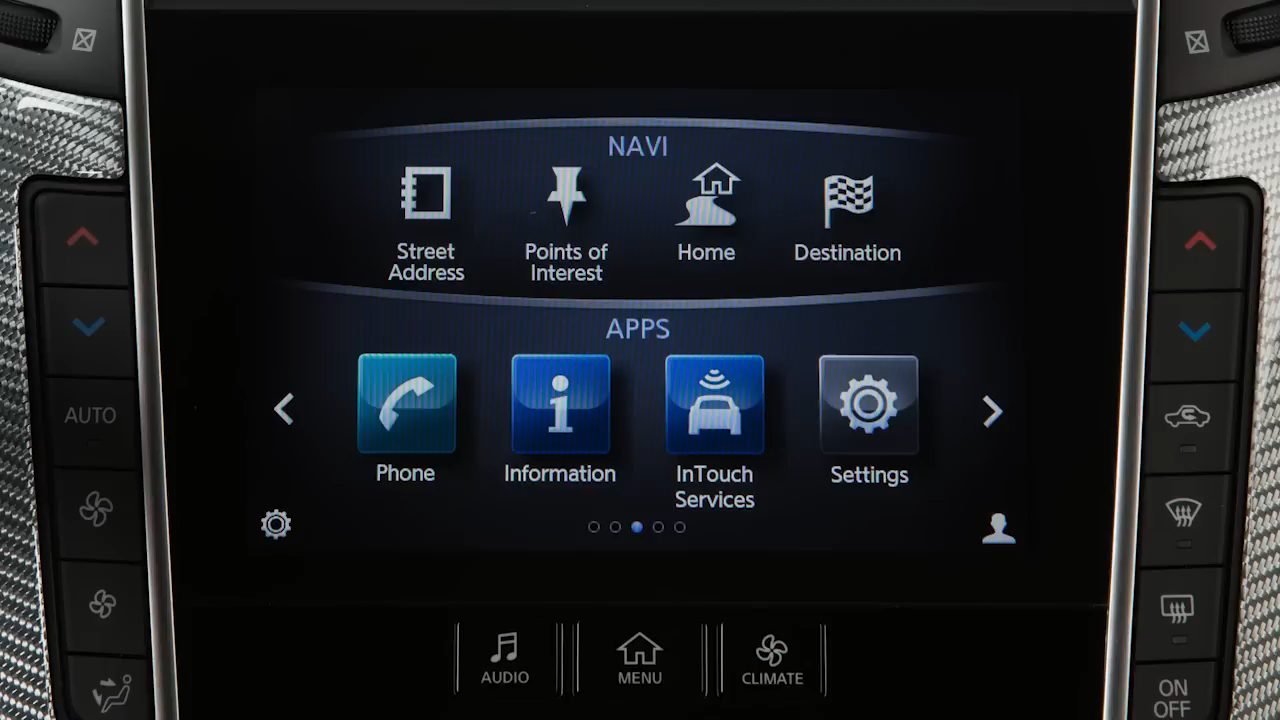 NAVI
Street
Address
Points of
Interest
Home
Destination
APPS
Phone
Information
InTouch
Services
Settings
AUTO
AUDIO
MENU
CLIMATE
ON
OFF